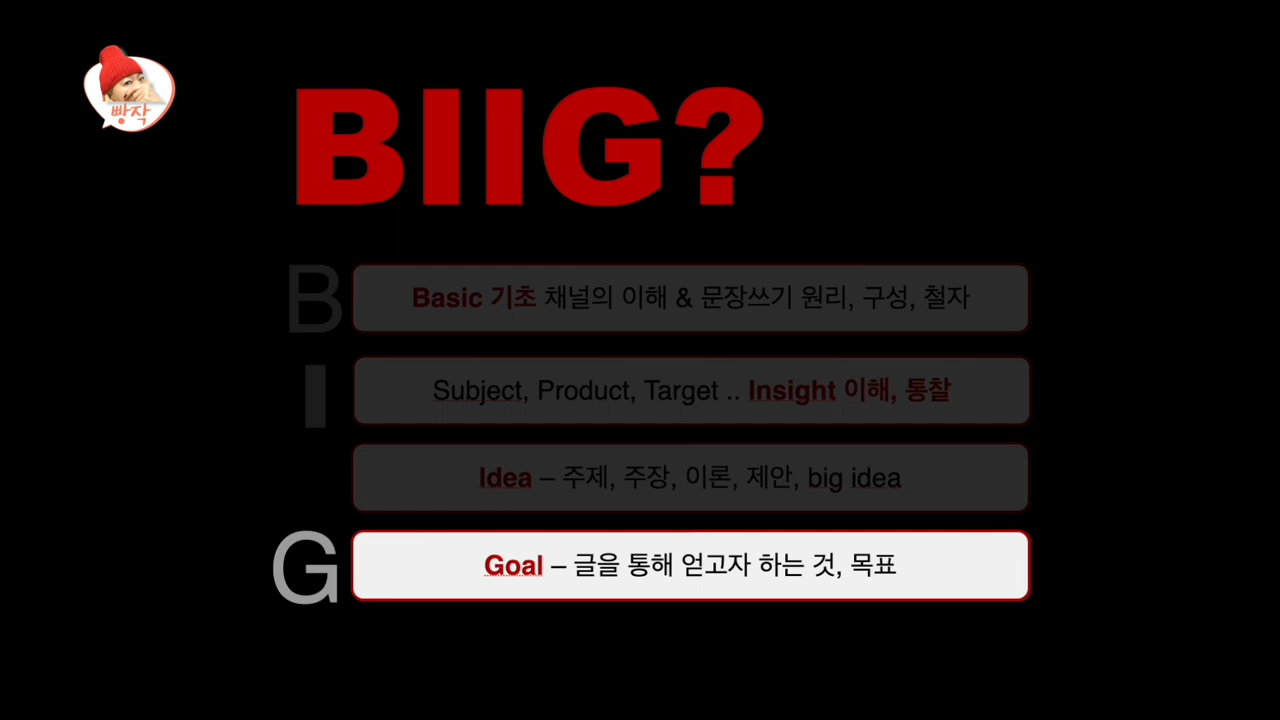 빵작
BIIG?
B
Basic 기초 채널의 이해 & 문장쓰기 원리, 구성, 철자
I
Subject, Product, Target .. Insight 이해, 통찰
Idea – 주제, 주장, 이론, 제안, big idea
G
Goal – 글을 통해 얻고자 하는 것, 목표